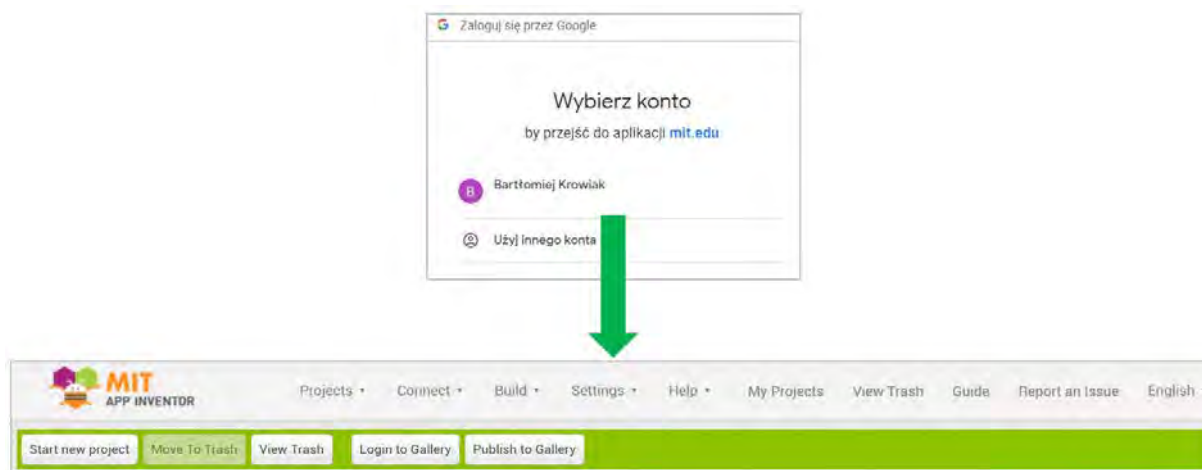 Zaloguj się przez Google
Wybierz konto
by przejść do aplikacji mit.edu
B Bartłomiej Krowiak
Użyj innego konta
MIT
APP INVENTOR
Projects Connect Build Settings Help My Projects View Trash Guide Report an Issue English
Start new project Move To Trash View Trash Login to Gallery Publish to Gallery